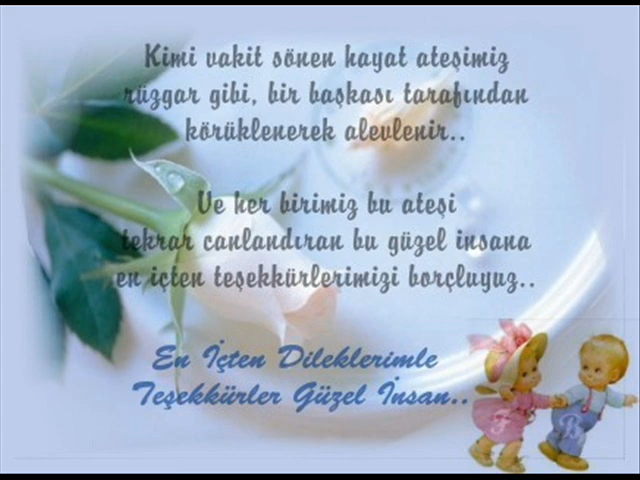 Kimi vakit sönen hayat ateşimiz
rüzgar gibi, bir başkası tarafından
körüklenerek alevlenir..
Ve her birimiz bu ateşi
tekrar canlandıran bu güzel insana
en içten teşekkürlerimizi borçluyuz..
En İçten Dileklerimle
Teşekkürler Güzel İnsan..